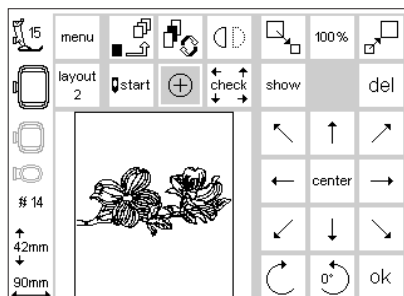 15 menu 100%
layout 2 start check show del
center
# 14
42mm
90mm 0° ok